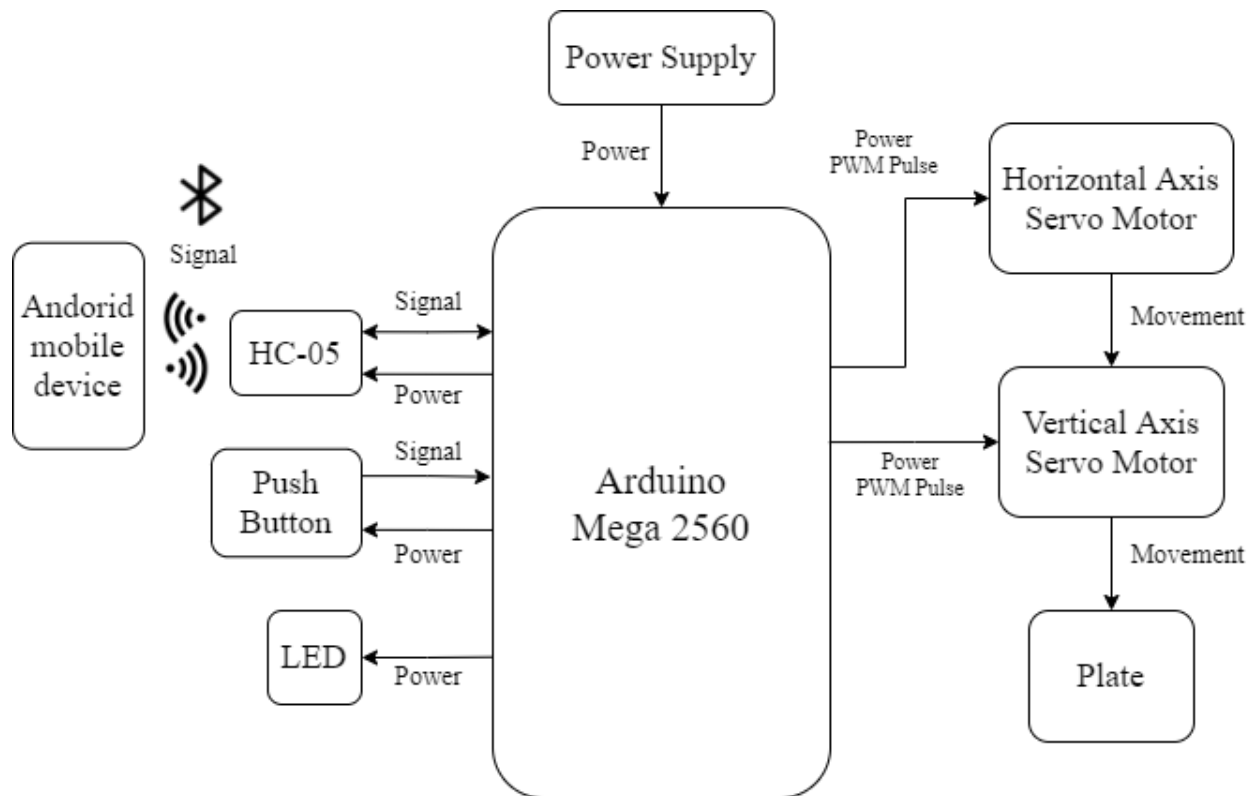 Power Supply
Power
Power
PWM Pulse
Horizontal Axis
Servo Motor
Movement
Signal
Andorid
mobile
device
HC-05
Signal
Power
Push
Button
Signal
Power
LED
Power
Arduino
Mega 2560
Vertical Axis
Servo Motor
Power
PWM Pulse
Movement
Plate